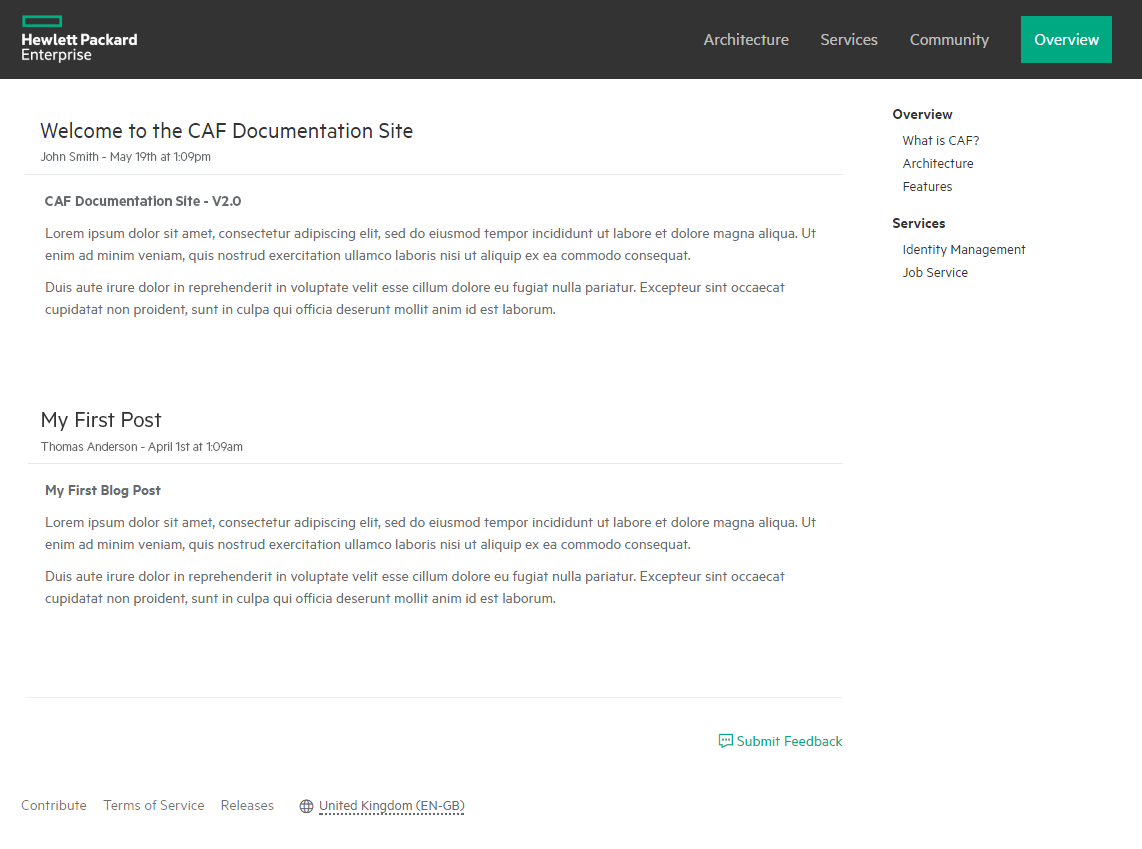 Hewlett Packard
Enterprise
Architecture Services Community Overview
Welcome to the CAF Documentation Site
John Smith - May 19th at 1:09pm
CAF Documentation Site - V2.0
Lorem ipsum dolor sit amet, consectetur adipiscing elit, sed do eiusmod tempor incididunt ut labore et dolore magna aliqua. Ut
enim ad minim veniam, quis nostrud exercitation ullamco laboris nisi ut aliquip ex ea commodo consequat.
Duis aute irure dolor in reprehenderit in voluptate velit esse cillum dolore eu fugiat nulla pariatur. Excepteur sint occaecat
cupidatat non proident, sunt in culpa qui officia deserunt mollit anim id est laborum.
My First Post
Thomas Anderson - April 1st at 1:09am
My First Blog Post
Lorem ipsum dolor sit amet, consectetur adipiscing elit, sed do eiusmod tempor incididunt ut labore et dolore magna aliqua. Ut
enim ad minim veniam, quis nostrud exercitation ullamco laboris nisi ut aliquip ex ea commodo consequat.
Duis aute irure dolor in reprehenderit in voluptate velit esse cillum dolore eu fugiat nulla pariatur. Excepteur sint occaecat
cupidatat non proident, sunt in culpa qui officia deserunt mollit anim id est laborum.
Overview
What is CAF?
Architecture
Features
Services
Identity Management
Job Service
Submit Feedback
Contribute Terms of Service Releases United Kingdom (EN-GB)